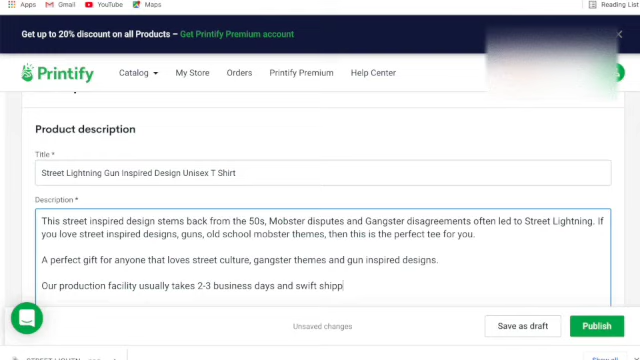 Apps Gmail YouTube Maps Reading List
Get up to 20% discount on all Products – Get Printify Premium account
Printify Catalog My Store Orders Printify Premium Help Center
Product description
Title *
Street Lightning Gun Inspired Design Unisex T Shirt
Description *
This street inspired design stems back from the 50s, Mobster disputes and Gangster disagreements often led to Street Lightning. If
you love street inspired designs, guns, old school mobster themes, then this is the perfect tee for you.
A perfect gift for anyone that loves street culture, gangster themes and gun inspired designs.
Our production facility usually takes 2-3 business days and swift shipp
Unsaved changes Save as draft Publish